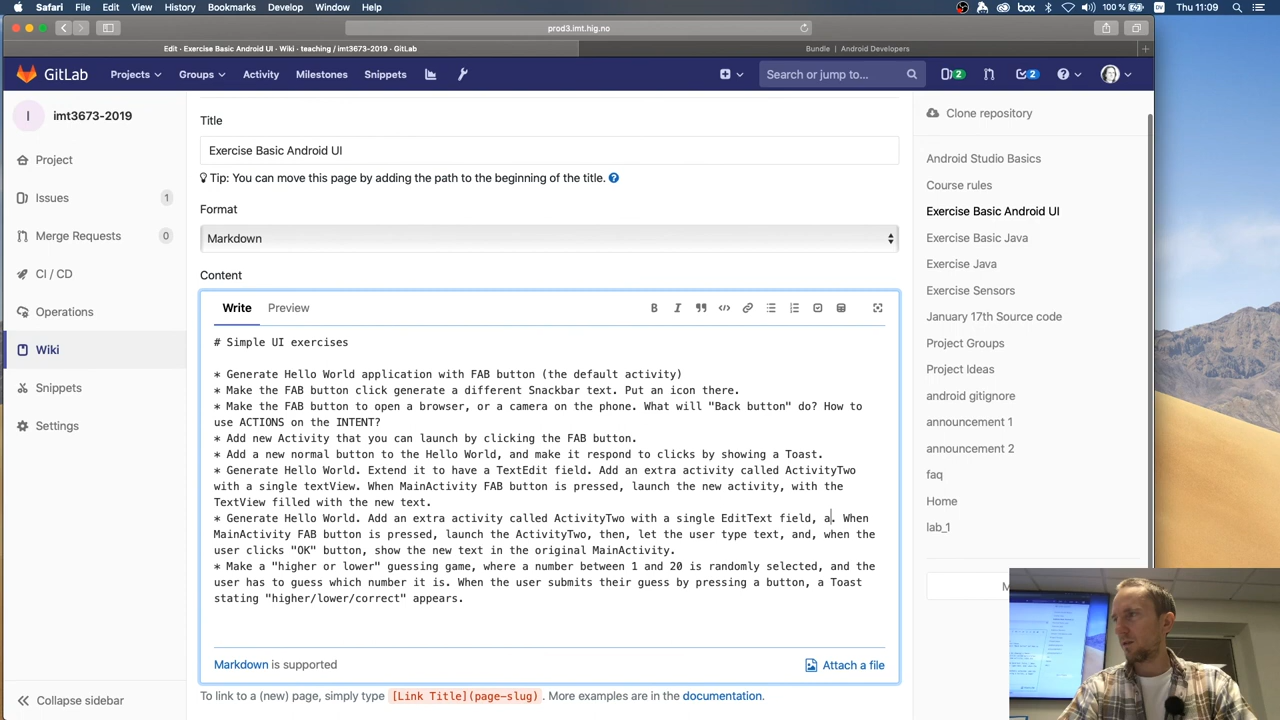 Safari File Edit View History Bookmarks Develop Window Help
box 100 % DV Thu 11:09
prod3.imt.hig.no
Edit · Exercise Basic Android UI · Wiki · teaching / imt3673-2019 · GitLab
Bundle | Android Developers
GitLab Projects Groups Activity Milestones Snippets
Search or jump to...
2
2
I imt3673-2019
Project
Issues 1
Merge Requests 0
CI / CD
Operations
Wiki
Snippets
Settings
Collapse sidebar
Title
Exercise Basic Android UI
Tip: You can move this page by adding the path to the beginning of the title.
Format
Markdown
Content
Write Preview
# Simple UI exercises
* Generate Hello World application with FAB button (the default activity)
* Make the FAB button click generate a different Snackbar text. Put an icon there.
* Make the FAB button to open a browser, or a camera on the phone. What will "Back button" do? How to
use ACTIONS on the INTENT?
* Add new Activity that you can launch by clicking the FAB button.
* Add a new normal button to the Hello World, and make it respond to clicks by showing a Toast.
* Generate Hello World. Extend it to have a TextEdit field. Add an extra activity called ActivityTwo
with a single textView. When MainActivity FAB button is pressed, launch the new activity, with the
TextView filled with the new text.
* Generate Hello World. Add an extra activity called ActivityTwo with a single EditText field, a. When
MainActivity FAB button is pressed, launch the ActivityTwo, then, let the user type text, and, when the
user clicks "OK" button, show the new text in the original MainActivity.
* Make a "higher or lower" guessing game, where a number between 1 and 20 is randomly selected, and the
user has to guess which number it is. When the user submits their guess by pressing a button, a Toast
stating "higher/lower/correct" appears.
Markdown is supported
Attach a file
To link to a (new) page, simply type [Link Title](page-slug). More examples are in the documentation.
Clone repository
Android Studio Basics
Course rules
Exercise Basic Android UI
Exercise Basic Java
Exercise Java
Exercise Sensors
January 17th Source code
Project Groups
Project Ideas
android gitignore
announcement 1
announcement 2
faq
Home
lab_1